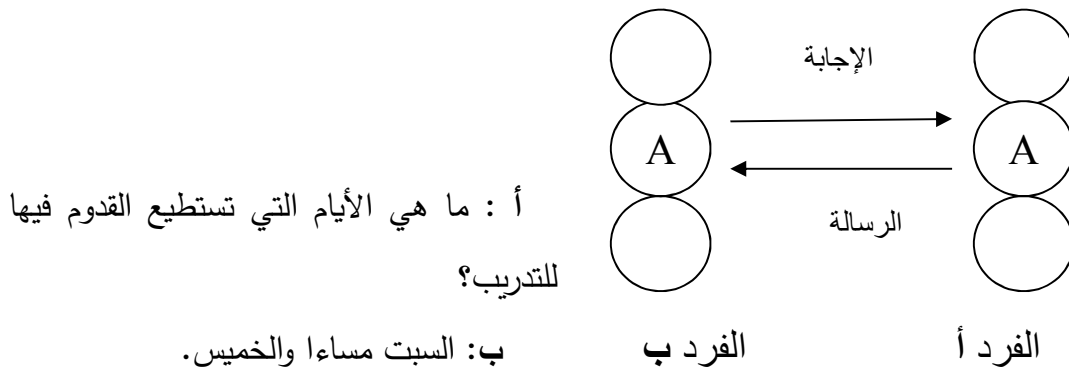 الإجابة
A A
الرسالة
الفرد أ الفرد ب
أ : ما هي الأيام التي تستطيع القدوم فيها
للتدريب؟
ب: السبت مساءا والخميس.